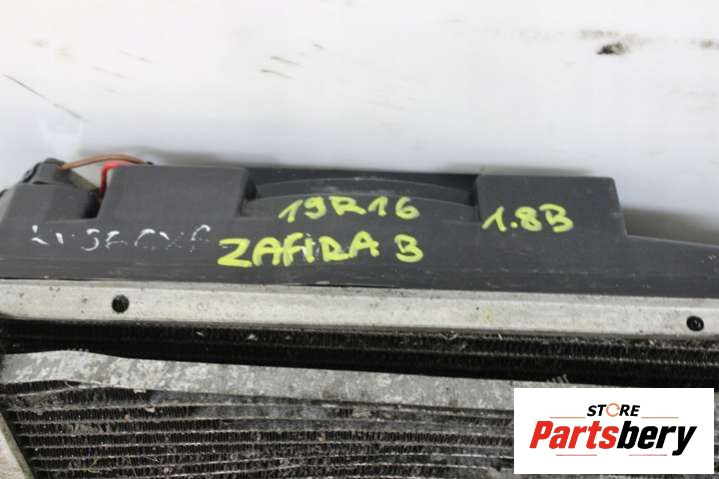 19R16
1.8B
ZAFIRA B
STORE
Partsbery